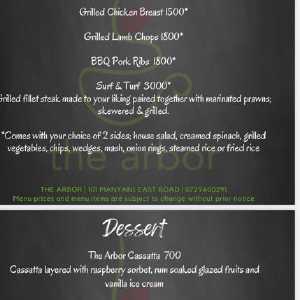 Grilled Chicken Breast 1500*
Grilled Lamb Chops 1800*
BBQ Pork Ribs 1800*
Surf & Turf 3000*
Grilled fillet steak made to your liking paired together with marinated prawns;
skewered & grilled.
*Comes with your choice of 2 sides; house salad, creamed spinach, grilled
vegetables, chips, wedges, mash, onion rings, steamed rice or fried rice
the arbor
THE ARBOR | 101 MANYANI EAST ROAD | 0729400291
Menu prices and menu items are subject to change without prior notice
Dessert
The Arbor Cassatta 700
Cassatta layered with raspberry sorbet, rum soaked glazed fruits and
vanilla ice cream